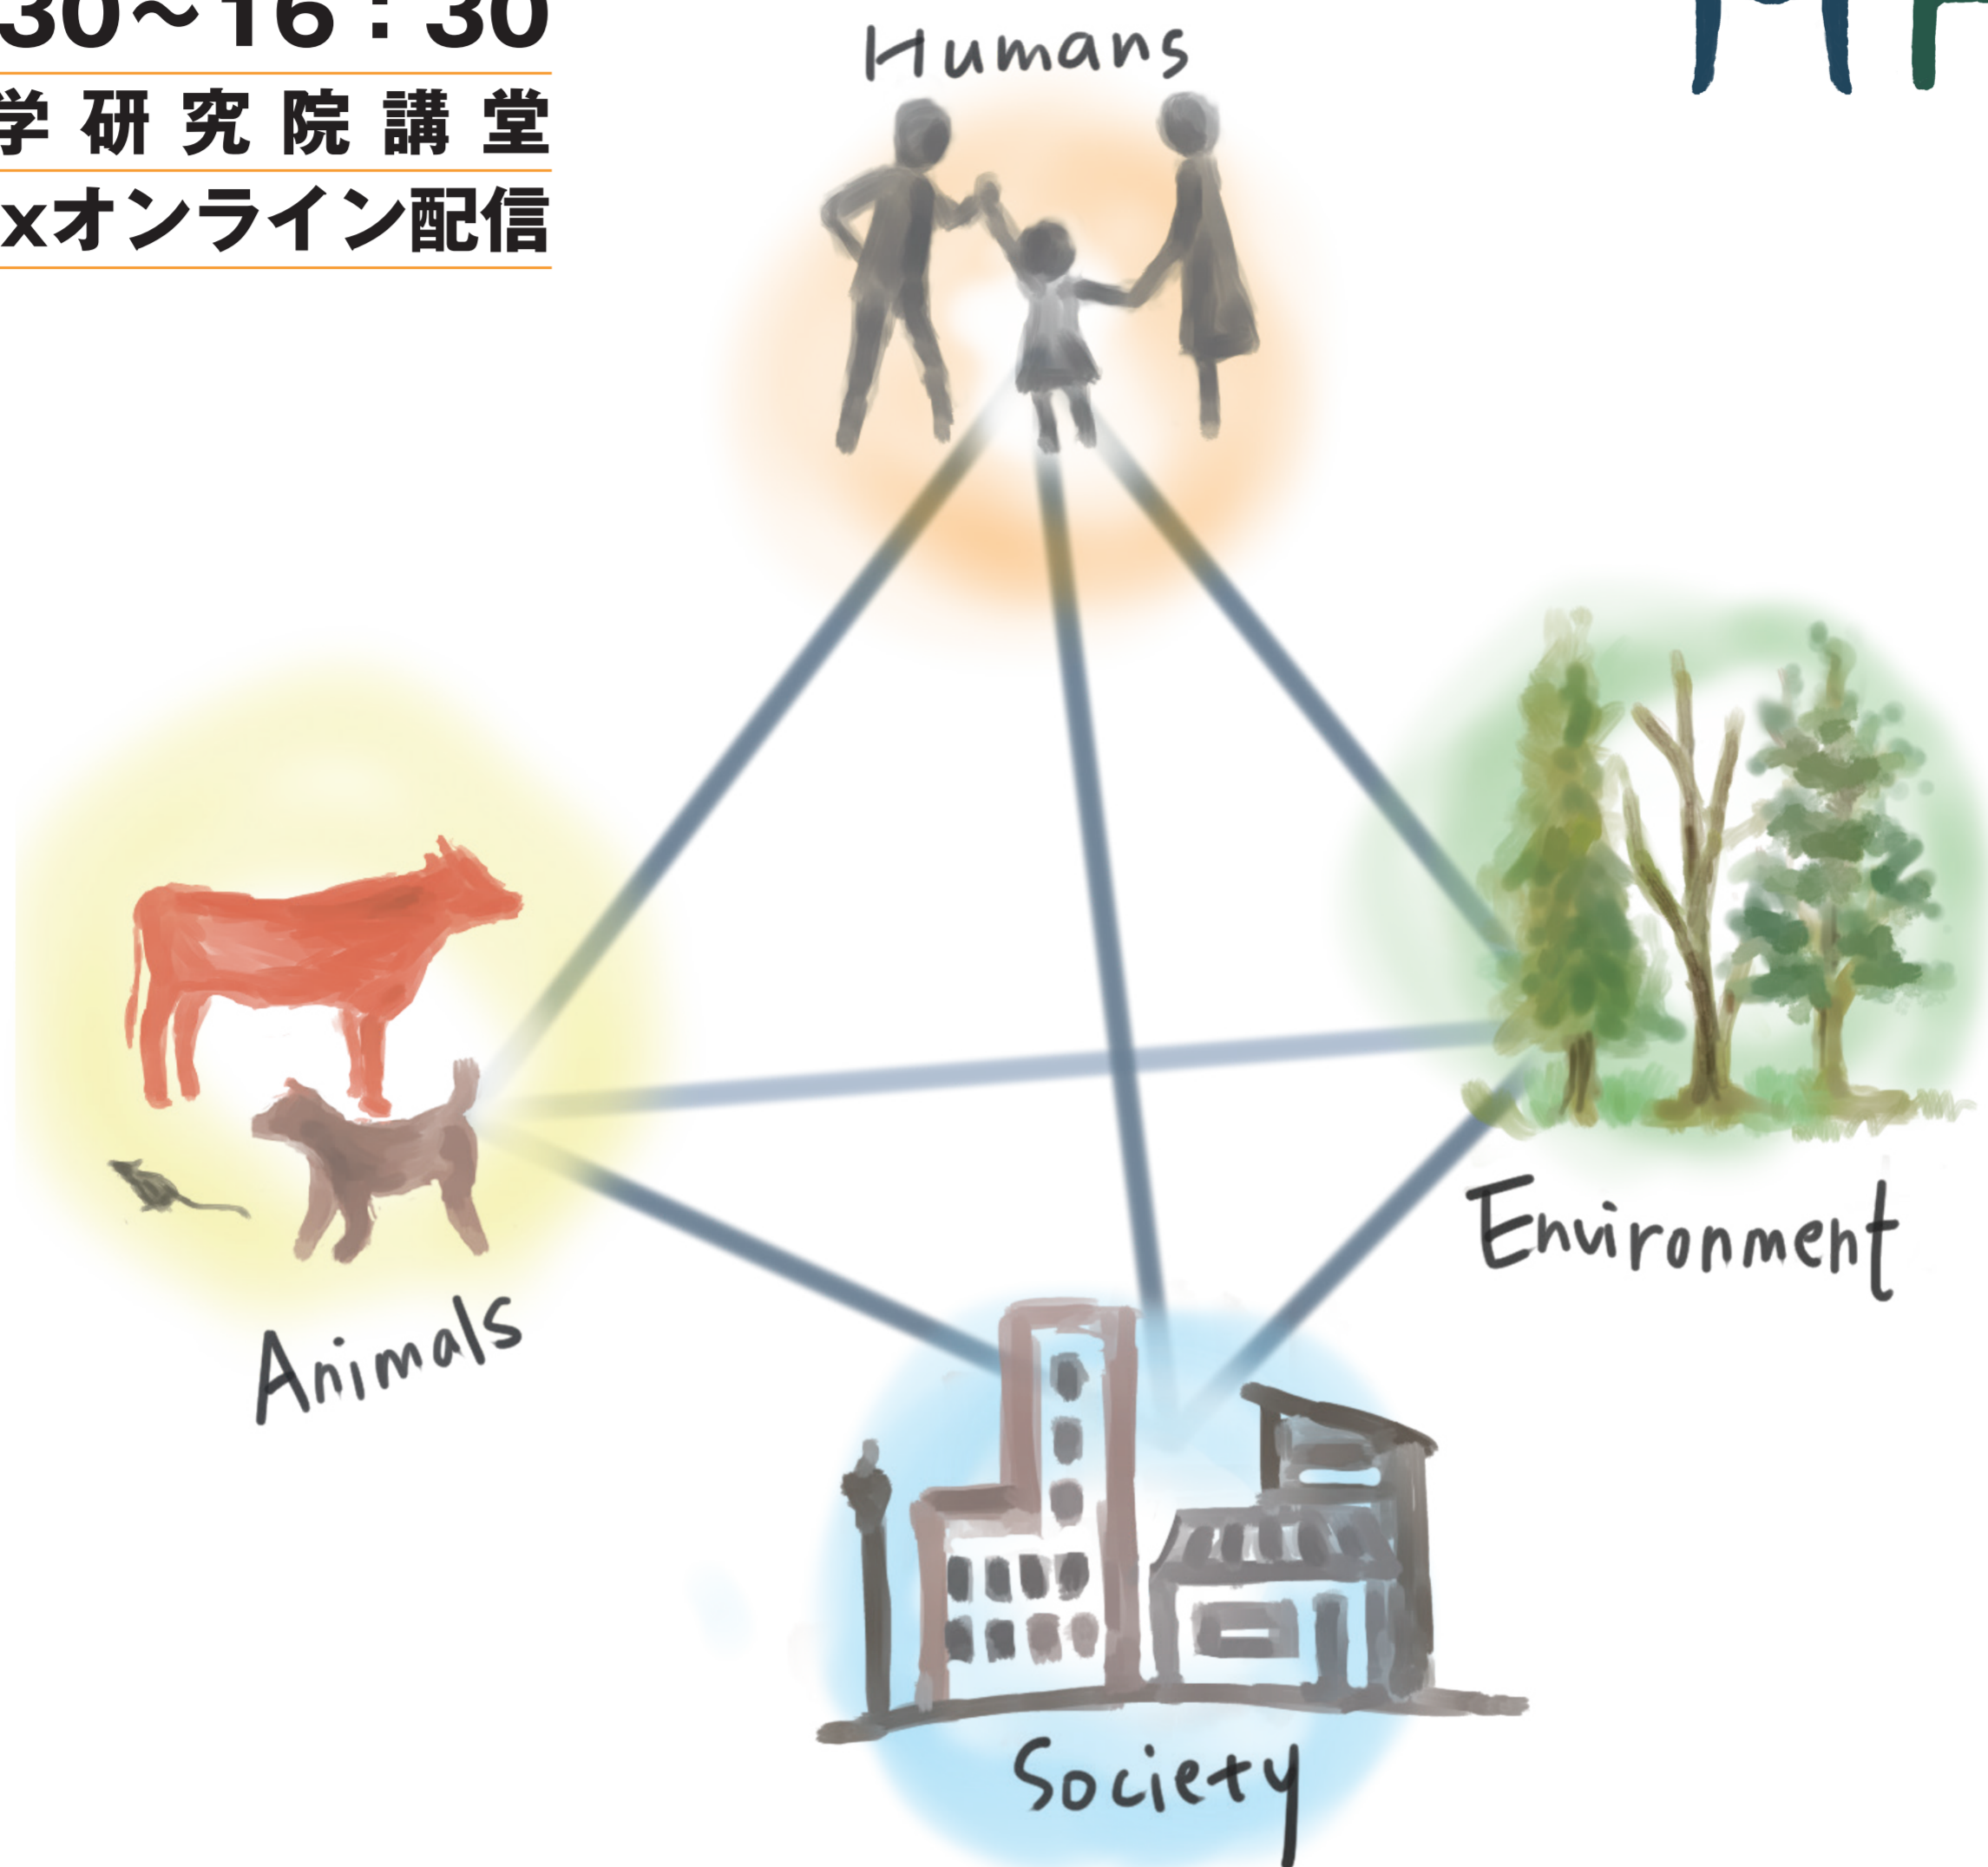 30～16：30
学研究院講堂
xオンライン配信
Humans
Environment
Animals
Society